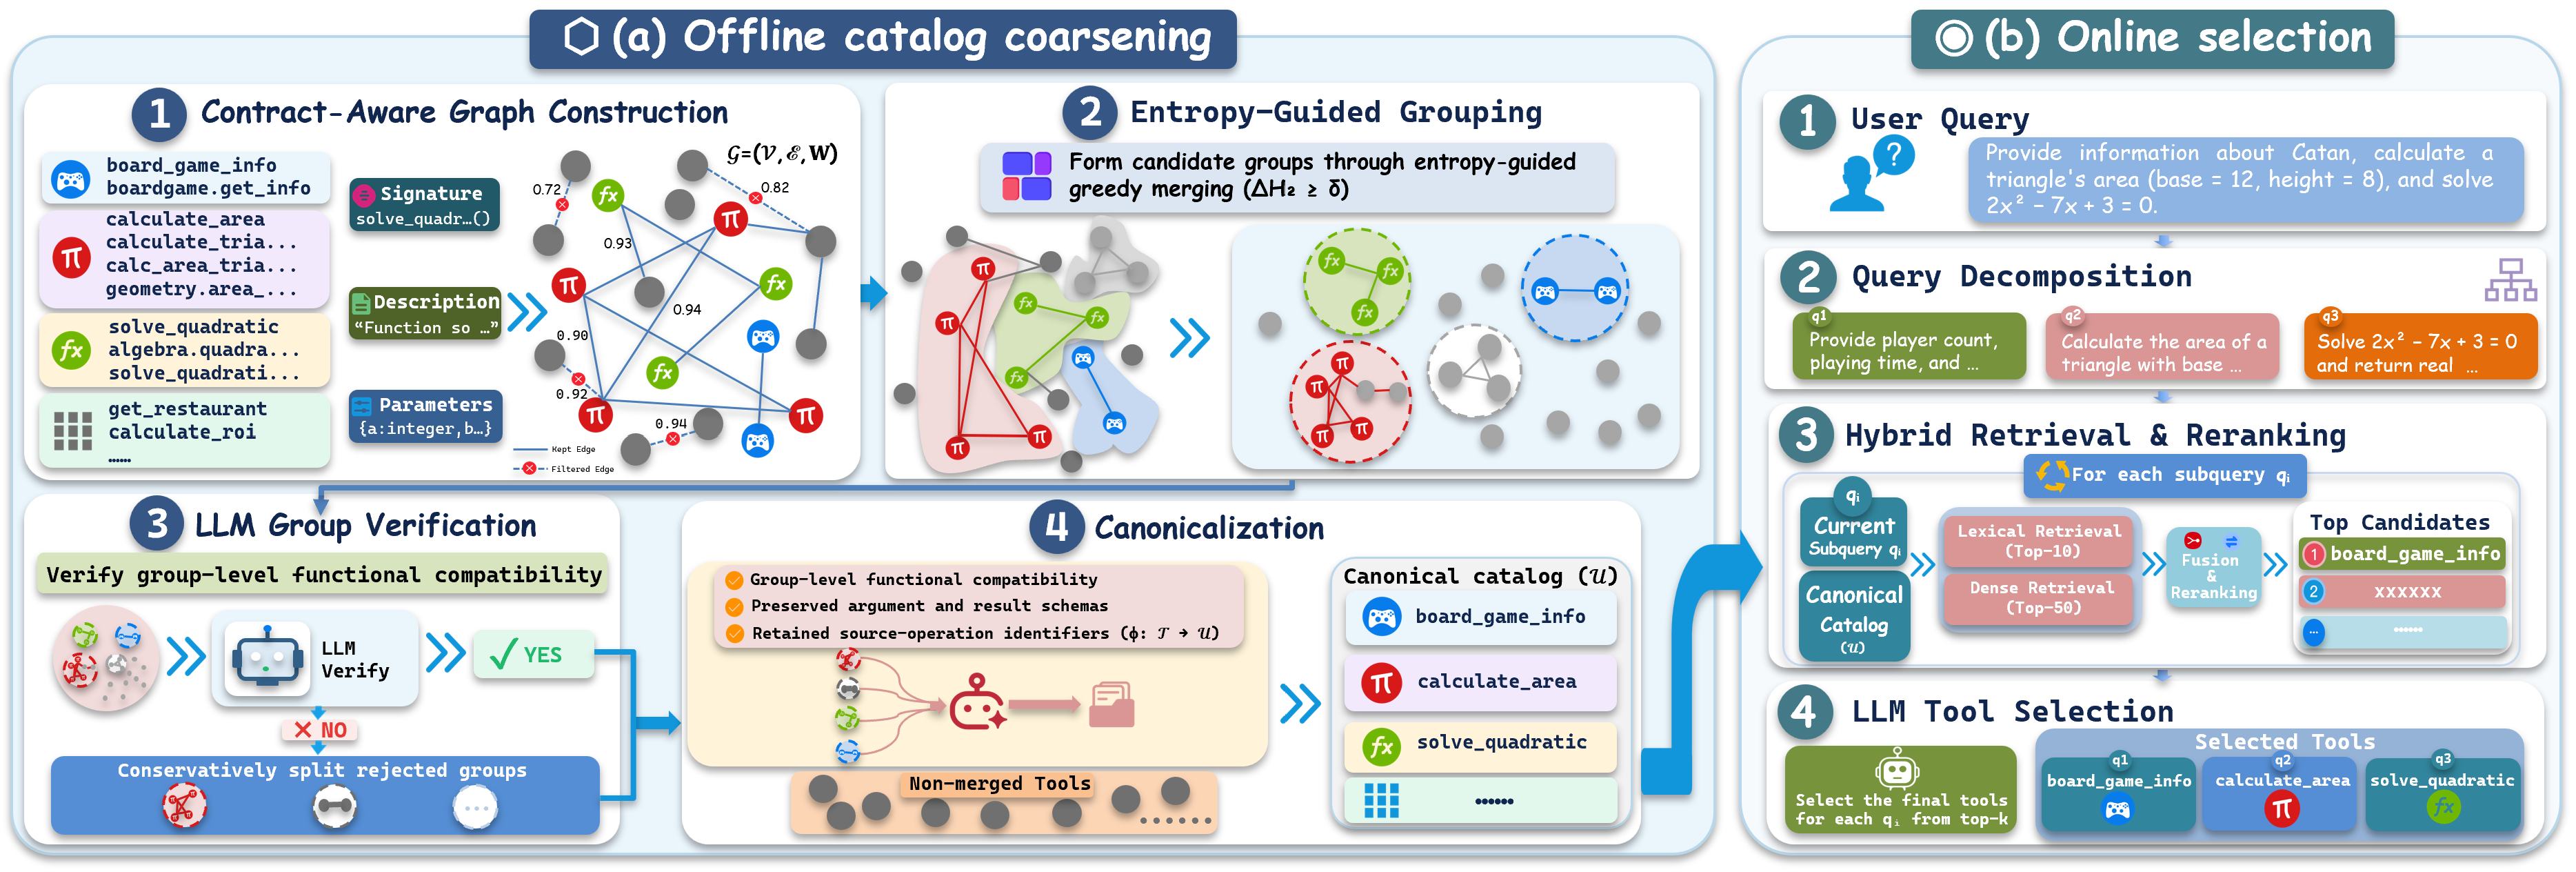 (a) Offline catalog coarsening
1 Contract-Aware Graph Construction
board_game_info
boardgame.get_info
calculate_area
calculate_tria...
calc_area_tria...
geometry.area_...
solve_quadratic
algebra.quadra...
solve_quadrati...
get_restaurant
calculate_roi
......
Signature
solve_quadr…()
Description
“Function so …”
Parameters
{a:integer,b…}
𝒢=(𝒱,ℰ,W)
0.72
0.82
0.93
0.94
0.90
0.92
0.94
Kept Edge
Filtered Edge
2 Entropy-Guided Grouping
Form candidate groups through entropy-guided
greedy merging (ΔH₂ ≥ δ)
3 LLM Group Verification
Verify group-level functional compatibility
LLM
Verify
YES
NO
Conservatively split rejected groups
...
4 Canonicalization
Group-level functional compatibility
Preserved argument and result schemas
Retained source-operation identifiers (ϕ: 𝒯 → 𝒰)
Non-merged Tools
......
Canonical catalog (𝒰)
board_game_info
calculate_area
solve_quadratic
......
(b) Online selection
1 User Query
Provide information about Catan, calculate a
triangle's area (base = 12, height = 8), and solve
2x² − 7x + 3 = 0.
2 Query Decomposition
q1
Provide player count,
playing time, and …
q2
Calculate the area of a
triangle with base …
q3
Solve 2x² − 7x + 3 = 0
and return real …
3 Hybrid Retrieval & Reranking
For each subquery qᵢ
qᵢ
Current
Subquery qᵢ
Canonical
Catalog
(𝒰)
Lexical Retrieval
(Top-10)
Dense Retrieval
(Top-50)
Fusion
&
Reranking
Top Candidates
1 board_game_info
2 xxxxxx
... ......
4 LLM Tool Selection
Select the final tools
for each qᵢ from top-k
Selected Tools
q1
board_game_info
q2
calculate_area
q3
solve_quadratic